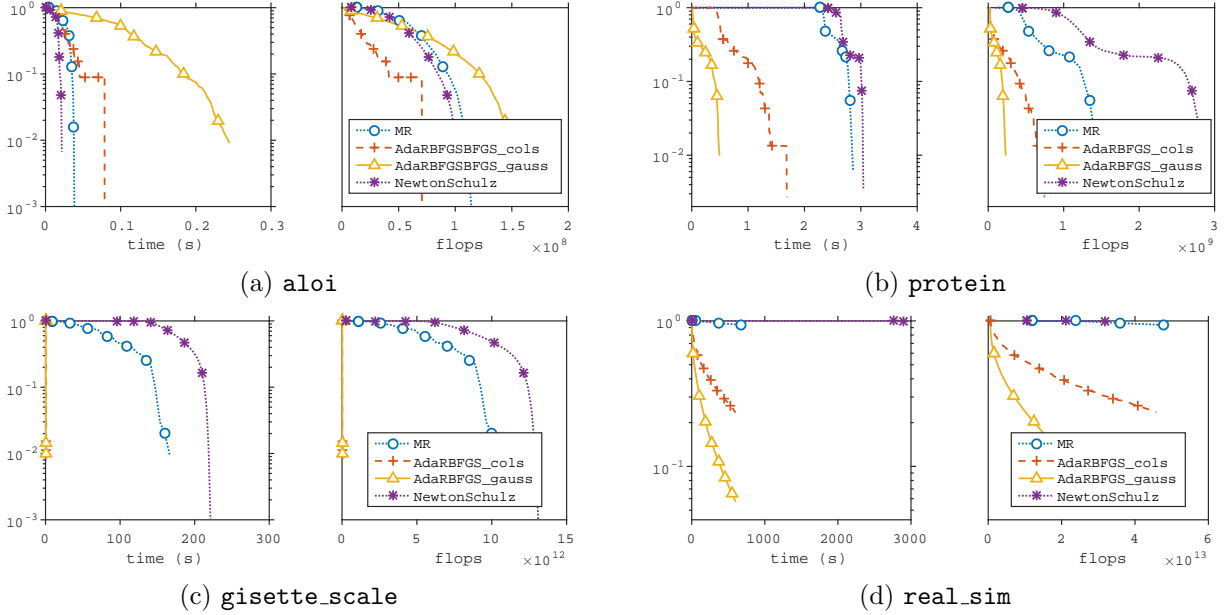 10^0
10^-1
10^-2
10^-3
0 0.1 0.2 0.3
time (s)
0 0.5 1 1.5 2
flops ×10^8
MR
AdaRBFGSBFGS_cols
AdaRBFGSBFGS_gauss
NewtonSchulz
(a) aloi
10^0
10^-1
10^-2
0 1 2 3 4
time (s)
0 1 2 3
flops ×10^9
MR
AdaRBFGSBFGS_cols
AdaRBFGSBFGS_gauss
NewtonSchulz
(b) protein
10^0
10^-1
10^-2
10^-3
0 100 200 300
time (s)
0 5 10 15
flops ×10^12
MR
AdaRBFGS_cols
AdaRBFGS_gauss
NewtonSchulz
(c) gisette_scale
10^0
10^-1
0 1000 2000 3000
time (s)
0 2 4 6
flops ×10^13
MR
AdaRBFGS_cols
AdaRBFGS_gauss
NewtonSchulz
(d) real_sim